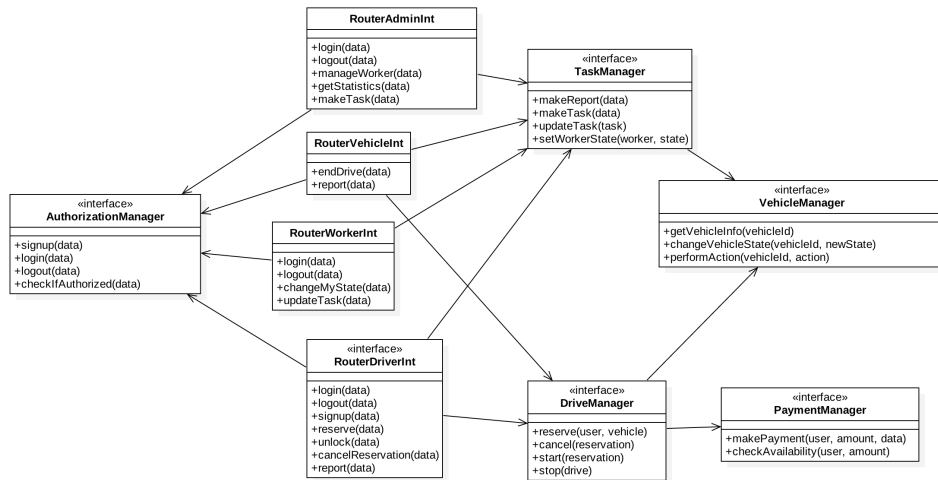 RouterAdminInt
+login(data)
+logout(data)
+manageWorker(data)
+getStatistics(data)
+makeTask(data)
«interface»
TaskManager
+makeReport(data)
+makeTask(data)
+updateTask(task)
+setWorkerState(worker, state)
RouterVehicleInt
+endDrive(data)
+report(data)
«interface»
AuthorizationManager
+signup(data)
+login(data)
+logout(data)
+checkIfAuthorized(data)
«interface»
VehicleManager
+getVehicleInfo(vehicleId)
+changeVehicleState(vehicleId, newState)
+performAction(vehicleId, action)
RouterWorkerInt
+login(data)
+logout(data)
+changeMyState(data)
+updateTask(data)
«interface»
RouterDriverInt
+login(data)
+logout(data)
+signup(data)
+reserve(data)
+unlock(data)
+cancelReservation(data)
+report(data)
«interface»
DriveManager
+reserve(user, vehicle)
+cancel(reservation)
+start(reservation)
+stop(drive)
«interface»
PaymentManager
+makePayment(user, amount, data)
+checkAvailability(user, amount)